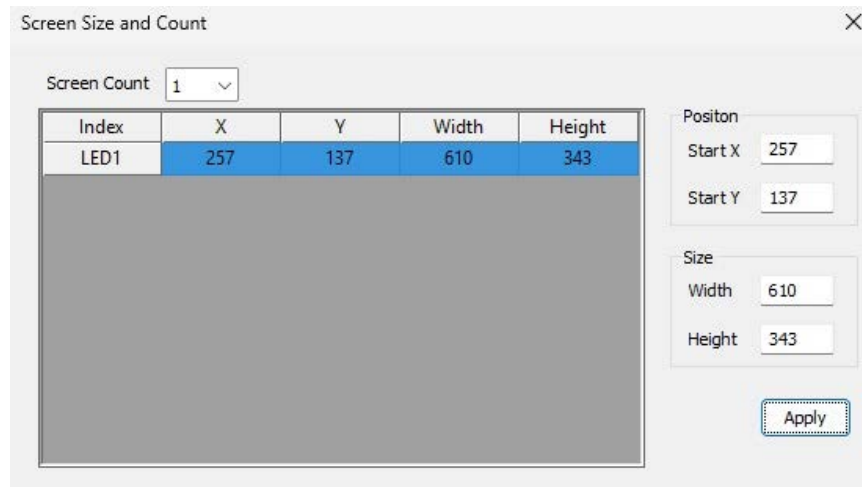 Screen Size and Count
Screen Count 1
Index X Y Width Height
LED1 257 137 610 343
Positon
Start X 257
Start Y 137
Size
Width 610
Height 343
Apply